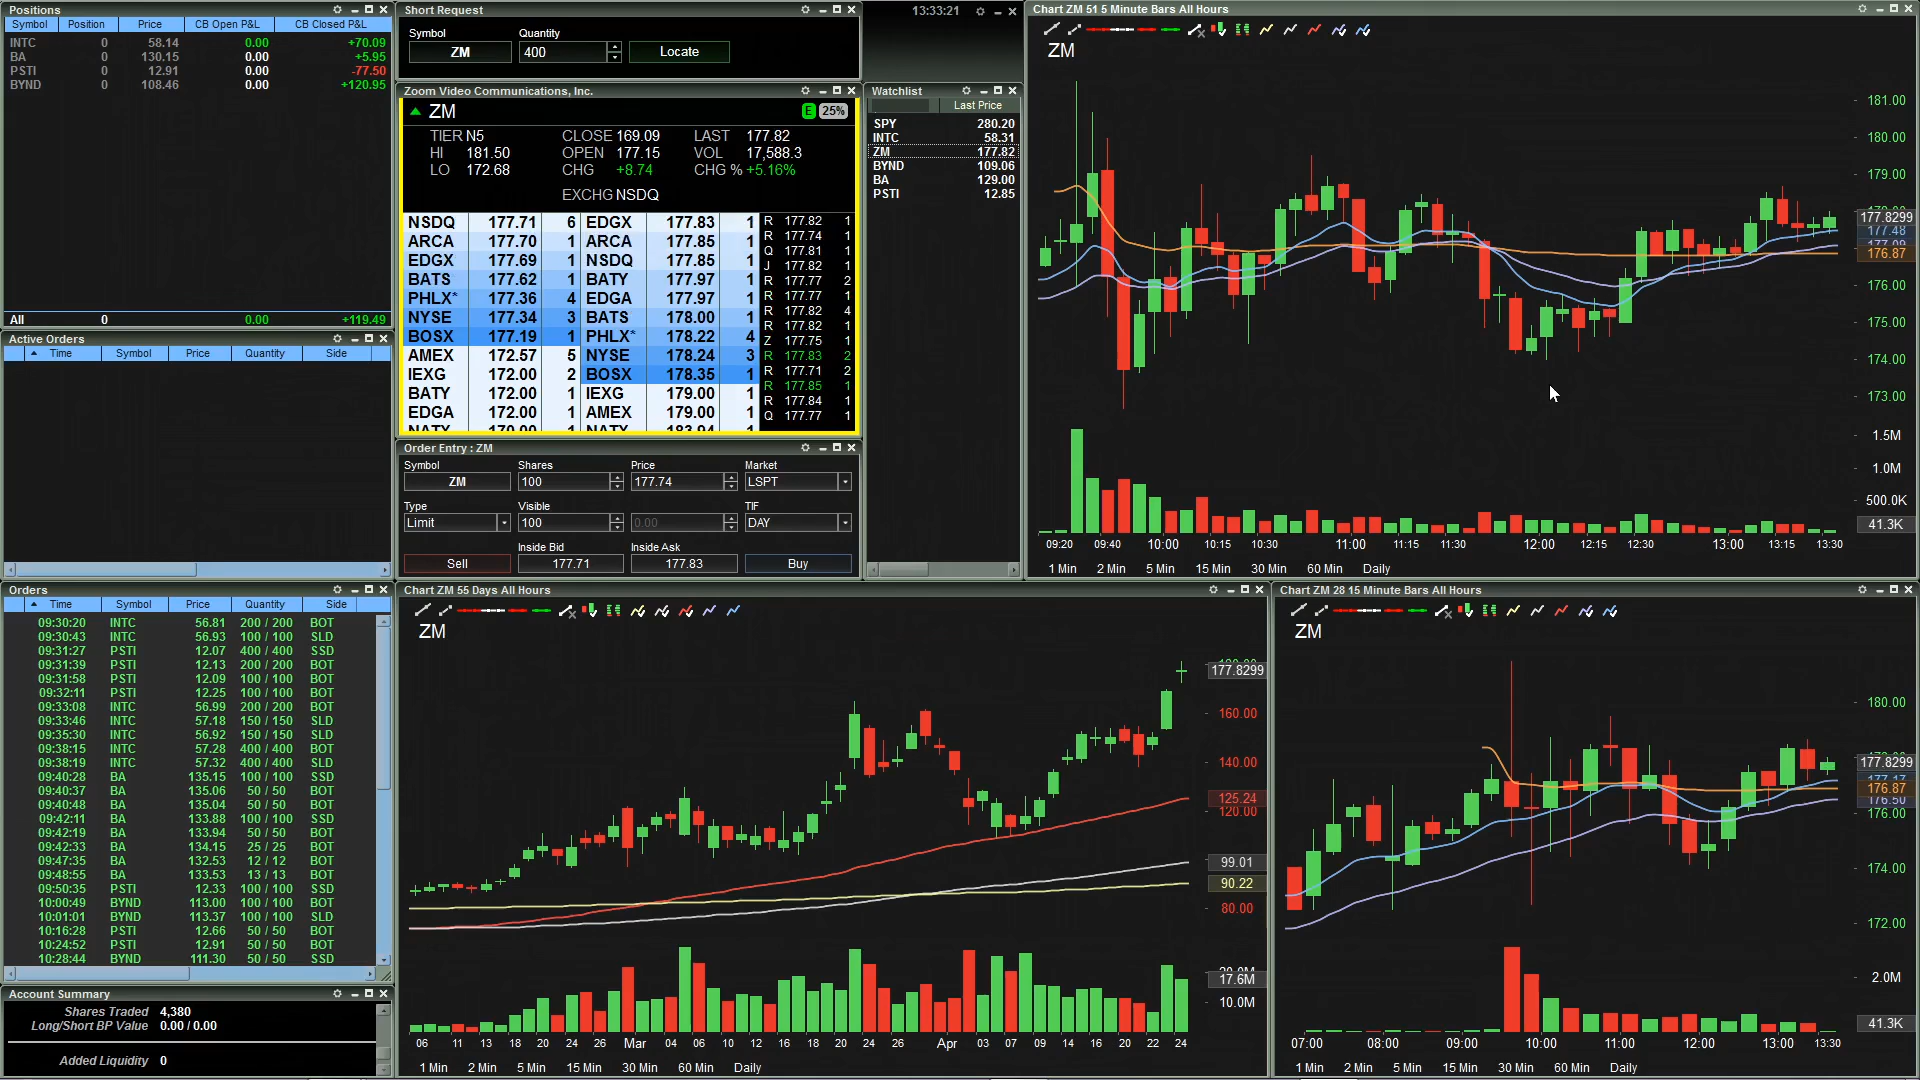 Positions
Symbol Position Price CB Open P&L CB Closed P&L
INTC 0 58.14 0.00 +70.09
BA 0 130.15 0.00 +5.95
PSTI 0 12.91 0.00 -77.50
BYND 0 108.46 0.00 +120.95
All 0 0.00 +119.49
Active Orders
Time Symbol Price Quantity Side
Orders
Time Symbol Price Quantity Side
09:30:20 INTC 56.81 200 / 200 BOT
09:30:43 INTC 56.93 100 / 100 SLD
09:31:27 PSTI 12.07 400 / 400 SSD
09:31:39 PSTI 12.13 200 / 200 BOT
09:31:58 PSTI 12.09 100 / 100 BOT
09:32:11 PSTI 12.25 100 / 100 BOT
09:33:08 INTC 56.99 200 / 200 BOT
09:33:46 INTC 57.18 150 / 150 SLD
09:35:30 INTC 56.92 150 / 150 SLD
09:38:15 INTC 57.28 400 / 400 BOT
09:38:19 INTC 57.32 400 / 400 SLD
09:40:28 BA 135.15 100 / 100 SSD
09:40:37 BA 135.06 50 / 50 BOT
09:40:48 BA 135.04 50 / 50 BOT
09:42:11 BA 133.88 100 / 100 SSD
09:42:19 BA 133.94 50 / 50 BOT
09:42:33 BA 134.15 25 / 25 BOT
09:47:35 BA 132.53 12 / 12 BOT
09:48:55 BA 133.53 13 / 13 BOT
09:50:35 PSTI 12.33 100 / 100 SSD
10:00:49 BYND 113.00 100 / 100 BOT
10:01:01 BYND 113.37 100 / 100 SLD
10:16:28 PSTI 12.66 50 / 50 BOT
10:24:52 PSTI 12.91 50 / 50 BOT
10:28:44 BYND 111.30 50 / 50 SSD
Account Summary
Shares Traded 4,380
Long/Short BP Value 0.00 / 0.00
Added Liquidity 0
Short Request
Symbol Quantity
ZM 400 Locate
13:33:21
Zoom Video Communications, Inc.
ZM E 25%
TIER N5 CLOSE 169.09 LAST 177.82
HI 181.50 OPEN 177.15 VOL 17,588.3
LO 172.68 CHG +8.74 CHG % +5.16%
EXCHG NSDQ
NSDQ 177.71 6 EDGX 177.83 1
ARCA 177.70 1 ARCA 177.85 1
EDGX 177.69 1 NSDQ 177.85 1
BATS 177.62 1 BATY 177.97 1
PHLX* 177.36 4 EDGA 177.97 1
NYSE 177.34 3 BATS 178.00 1
BOSX 177.19 1 PHLX* 178.22 4
AMEX 172.57 5 NYSE 178.24 3
IEXG 172.00 2 BOSX 178.35 1
BATY 172.00 1 IEXG 179.00 1
EDGA 172.00 1 AMEX 179.00 1
NATY 170.00 1 NATY 183.94 1
R 177.82 1
R 177.74 1
Q 177.81 1
J 177.82 1
R 177.77 2
R 177.77 1
R 177.82 4
R 177.82 1
Z 177.75 1
R 177.83 2
R 177.71 2
R 177.85 1
R 177.84 1
Q 177.77 1
Order Entry : ZM
Symbol Shares Price Market
ZM 100 177.74 LSPT
Type Visible TIF
Limit 100 0.00 DAY
Inside Bid Inside Ask
Sell 177.71 177.83 Buy
Watchlist
Last Price
SPY 280.20
INTC 58.31
ZM 177.82
BYND 109.06
BA 129.00
PSTI 12.85
Chart ZM 51 5 Minute Bars All Hours
ZM
181.00
180.00
179.00
177.8299
177.48
176.87
176.00
175.00
174.00
173.00
1.5M
1.0M
500.0K
41.3K
09:20 09:40 10:00 10:15 10:30 11:00 11:15 11:30 12:00 12:15 12:30 13:00 13:15 13:30
1 Min 2 Min 5 Min 15 Min 30 Min 60 Min Daily
Chart ZM 55 Days All Hours
ZM
177.8299
160.00
140.00
125.24
120.00
99.01
90.22
80.00
17.6M
10.0M
06 11 13 18 20 24 26 Mar 04 06 10 12 16 18 20 24 26 Apr 03 07 09 14 16 20 22 24
1 Min 2 Min 5 Min 15 Min 30 Min 60 Min Daily
Chart ZM 28 15 Minute Bars All Hours
ZM
180.00
177.8299
176.87
176.50
176.00
174.00
172.00
2.0M
41.3K
07:00 08:00 09:00 10:00 11:00 12:00 13:00 13:30
1 Min 2 Min 5 Min 15 Min 30 Min 60 Min Daily